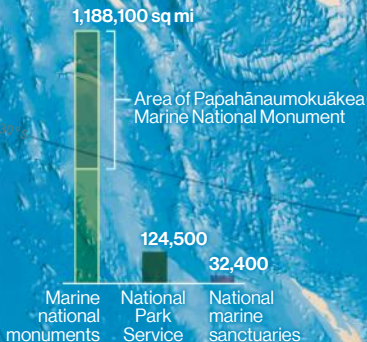 1,188,100 sq mi
Area of Papahānaumokuākea
Marine National Monument
124,500
32,400
Marine
national
monuments
National
Park
Service
National
marine
sanctuaries